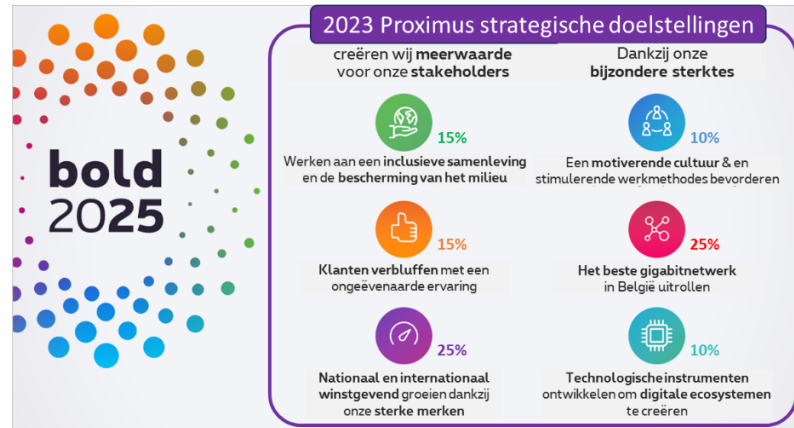 2023 Proximus strategische doelstellingen
bold
2025
creëren wij meerwaarde
voor onze stakeholders
15%
Werken aan een inclusieve samenleving
en de bescherming van het milieu
15%
Klanten verbluffen met een
ongeëvenaarde ervaring
25%
Nationaal en internationaal
winstgevend groeien dankzij
onze sterke merken
Dankzij onze
bijzondere sterktes
10%
Een motiverende cultuur & en
stimulerende werkmethodes bevorderen
25%
Het beste gigabitnetwerk
in België uitrollen
10%
Technologische instrumenten
ontwikkelen om digitale ecosystemen
te creëren